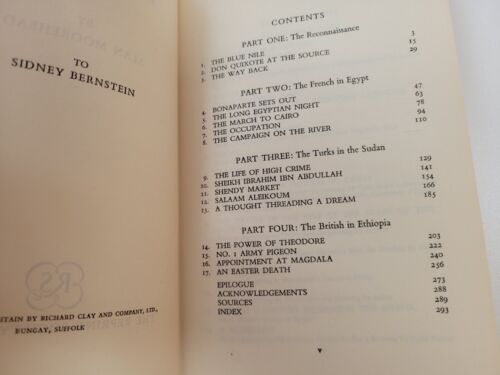 TO
SIDNEY BERNSTEIN
TAIN BY RICHARD CLAY AND COMPANY, LTD.,
BUNGAY, SUFFOLK
CONTENTS
PART ONE: The Reconnaissance
1. THE BLUE NILE 3
2. DON QUIXOTE AT THE SOURCE 15
3. THE WAY BACK 29
PART TWO: The French in Egypt
4. BONAPARTE SETS OUT 47
5. THE LONG EGYPTIAN NIGHT 63
6. THE MARCH TO CAIRO 78
7. THE OCCUPATION 94
8. THE CAMPAIGN ON THE RIVER 110
PART THREE: The Turks in the Sudan
9. THE LIFE OF HIGH CRIME 129
10. SHEIKH IBRAHIM IBN ABDULLAH 141
11. SHENDY MARKET 154
12. SALAAM ALEIKOUM 166
13. A THOUGHT THREADING A DREAM 185
PART FOUR: The British in Ethiopia
14. THE POWER OF THEODORE 203
15. NO. 1 ARMY PIGEON 222
16. APPOINTMENT AT MAGDALA 240
17. AN EASTER DEATH 256
EPILOGUE 273
ACKNOWLEDGEMENTS 288
SOURCES 289
INDEX 293
v